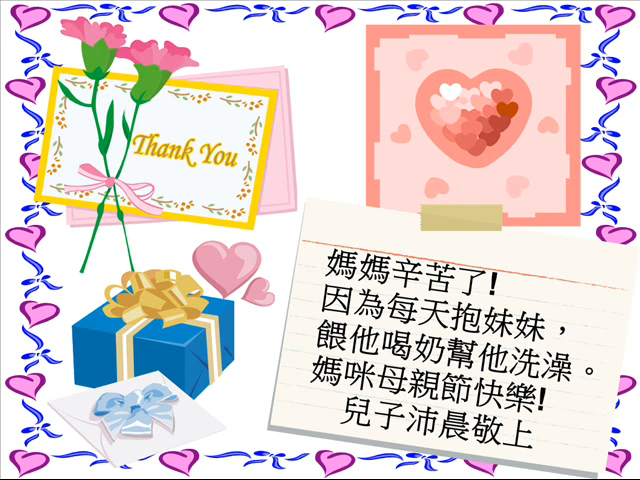 Thank You
媽媽辛苦了!
因為每天抱妹妹，
餵他喝奶幫他洗澡。
媽咪母親節快樂!
兒子沛晨敬上